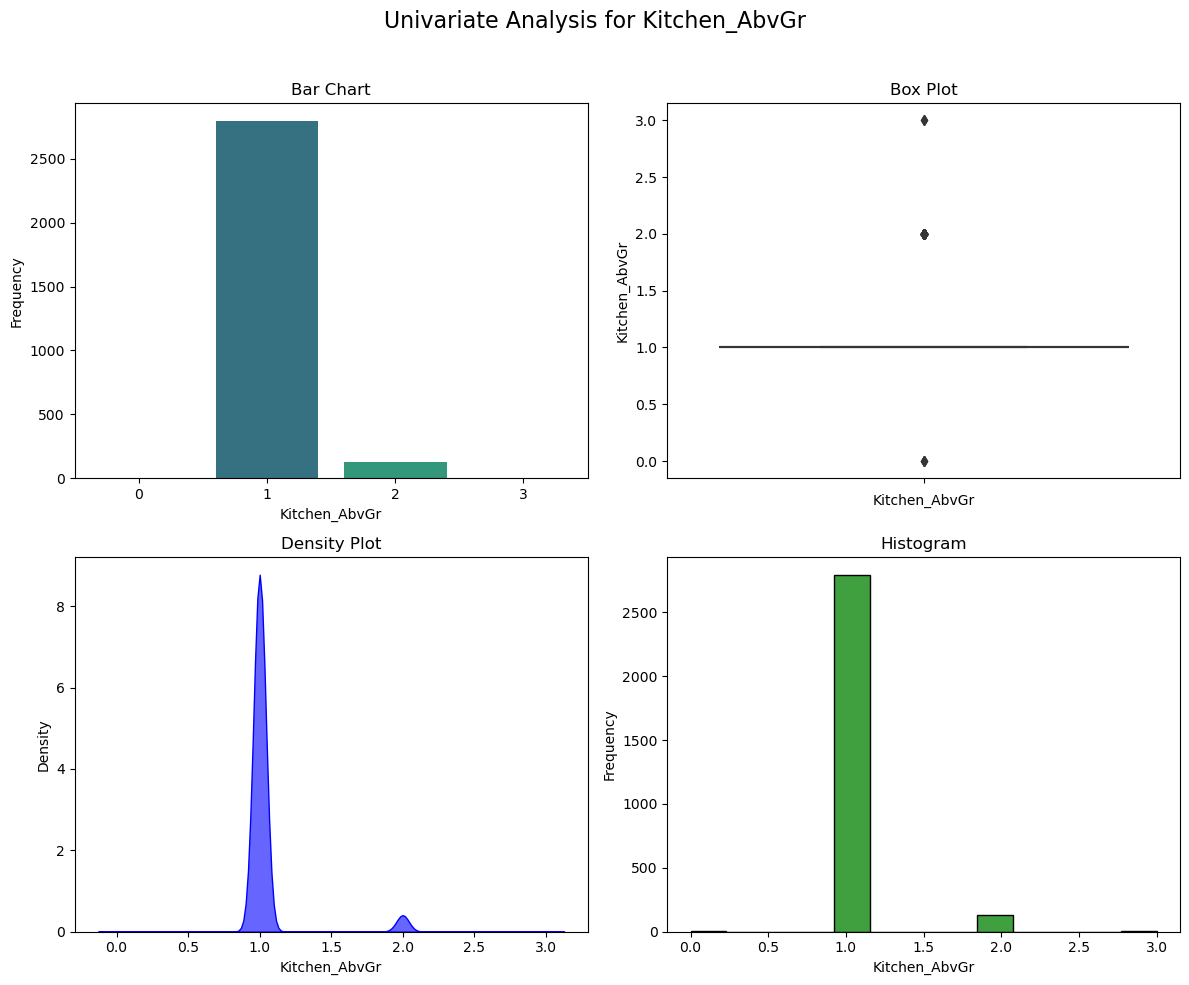 Univariate Analysis for Kitchen_AbvGr
Bar Chart
2500
2000
1500
1000
500
0
Frequency
0 1 2 3
Kitchen_AbvGr
Box Plot
3.0
2.5
2.0
1.5
1.0
0.5
0.0
Kitchen_AbvGr
Kitchen_AbvGr
Density Plot
8
6
4
2
0
Density
0.0 0.5 1.0 1.5 2.0 2.5 3.0
Kitchen_AbvGr
Histogram
2500
2000
1500
1000
500
0
Frequency
0.0 0.5 1.0 1.5 2.0 2.5 3.0
Kitchen_AbvGr